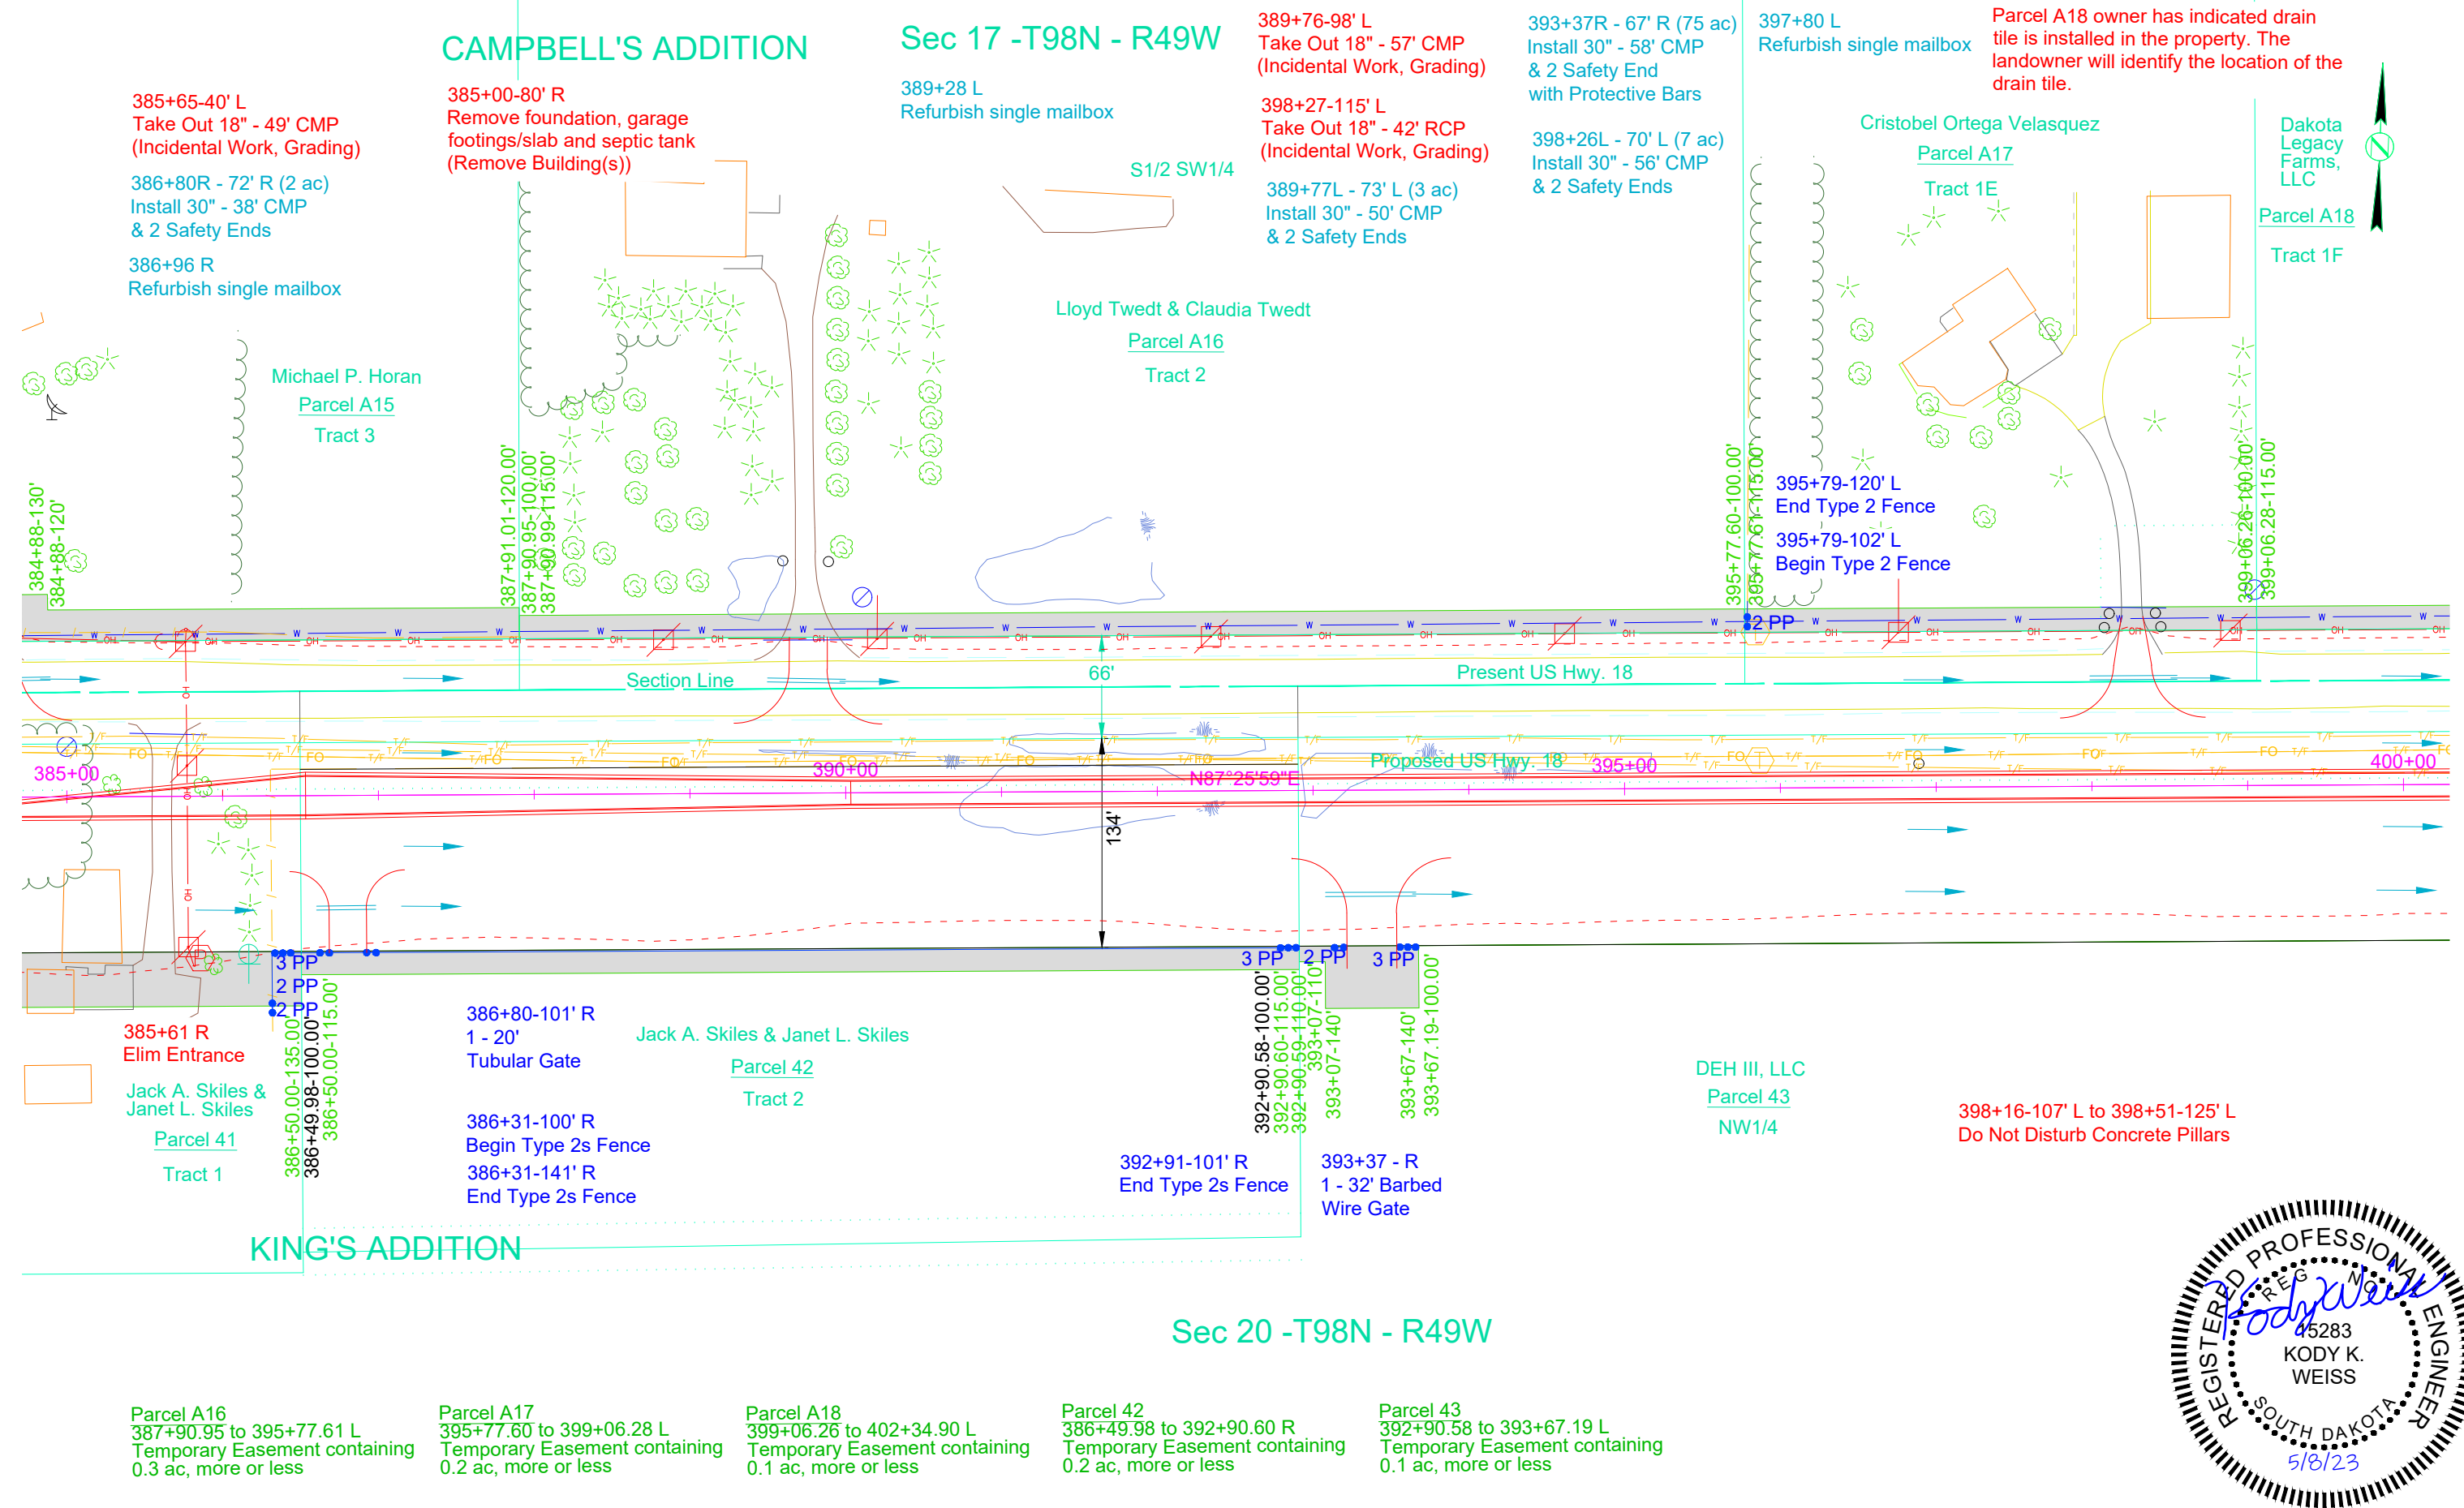 CAMPBELL'S ADDITION
Sec 17 -T98N - R49W
385+65-40' L
Take Out 18" - 49' CMP
(Incidental Work, Grading)
386+80R - 72' R (2 ac)
Install 30" - 38' CMP
& 2 Safety Ends
386+96 R
Refurbish single mailbox
385+00-80' R
Remove foundation, garage
footings/slab and septic tank
(Remove Building(s))
389+28 L
Refurbish single mailbox
389+76-98' L
Take Out 18" - 57' CMP
(Incidental Work, Grading)
398+27-115' L
Take Out 18" - 42' RCP
(Incidental Work, Grading)
389+77L - 73' L (3 ac)
Install 30" - 50' CMP
& 2 Safety Ends
393+37R - 67' R (75 ac)
Install 30" - 58' CMP
& 2 Safety End
with Protective Bars
398+26L - 70' L (7 ac)
Install 30" - 56' CMP
& 2 Safety Ends
397+80 L
Refurbish single mailbox
Parcel A18 owner has indicated drain
tile is installed in the property. The
landowner will identify the location of the
drain tile.
S1/2 SW1/4
Cristobel Ortega Velasquez
Parcel A17
Tract 1E
Dakota
Legacy
Farms,
LLC
Parcel A18
Tract 1F
Michael P. Horan
Parcel A15
Tract 3
Lloyd Twedt & Claudia Twedt
Parcel A16
Tract 2
384+88-130'
384+88-120'
387+91.01-120.00'
387+90.95-100.00'
387+90.99-115.00'
395+77.60-100.00'
395+77.61-115.00'
395+79-120' L
End Type 2 Fence
395+79-102' L
Begin Type 2 Fence
399+06.26-100.00'
399+06.28-115.00'
2 PP
Section Line
66'
Present US Hwy. 18
Proposed US Hwy. 18
385+00
390+00
N87°25'59"E
395+00
400+00
134'
3 PP
2 PP
2 PP
3 PP
2 PP
3 PP
385+61 R
Elim Entrance
Jack A. Skiles &
Janet L. Skiles
Parcel 41
Tract 1
386+50.00-135.00'
386+49.98-100.00'
386+50.00-115.00'
386+80-101' R
1 - 20'
Tubular Gate
386+31-100' R
Begin Type 2s Fence
386+31-141' R
End Type 2s Fence
Jack A. Skiles & Janet L. Skiles
Parcel 42
Tract 2
392+90.58-100.00'
392+90.60-115.00'
392+90.59-110.00'
393+07-110'
393+07-140'
393+67-140'
393+67.19-100.00'
392+91-101' R
End Type 2s Fence
393+37 - R
1 - 32' Barbed
Wire Gate
DEH III, LLC
Parcel 43
NW1/4
398+16-107' L to 398+51-125' L
Do Not Disturb Concrete Pillars
KING'S ADDITION
Sec 20 -T98N - R49W
Parcel A16
387+90.95 to 395+77.61 L
Temporary Easement containing
0.3 ac, more or less
Parcel A17
395+77.60 to 399+06.28 L
Temporary Easement containing
0.2 ac, more or less
Parcel A18
399+06.26 to 402+34.90 L
Temporary Easement containing
0.1 ac, more or less
Parcel 42
386+49.98 to 392+90.60 R
Temporary Easement containing
0.2 ac, more or less
Parcel 43
392+90.58 to 393+67.19 L
Temporary Easement containing
0.1 ac, more or less
REGISTERED PROFESSIONAL ENGINEER
REG NO
Kody Weiss
15283
KODY K.
WEISS
SOUTH DAKOTA
5/8/23